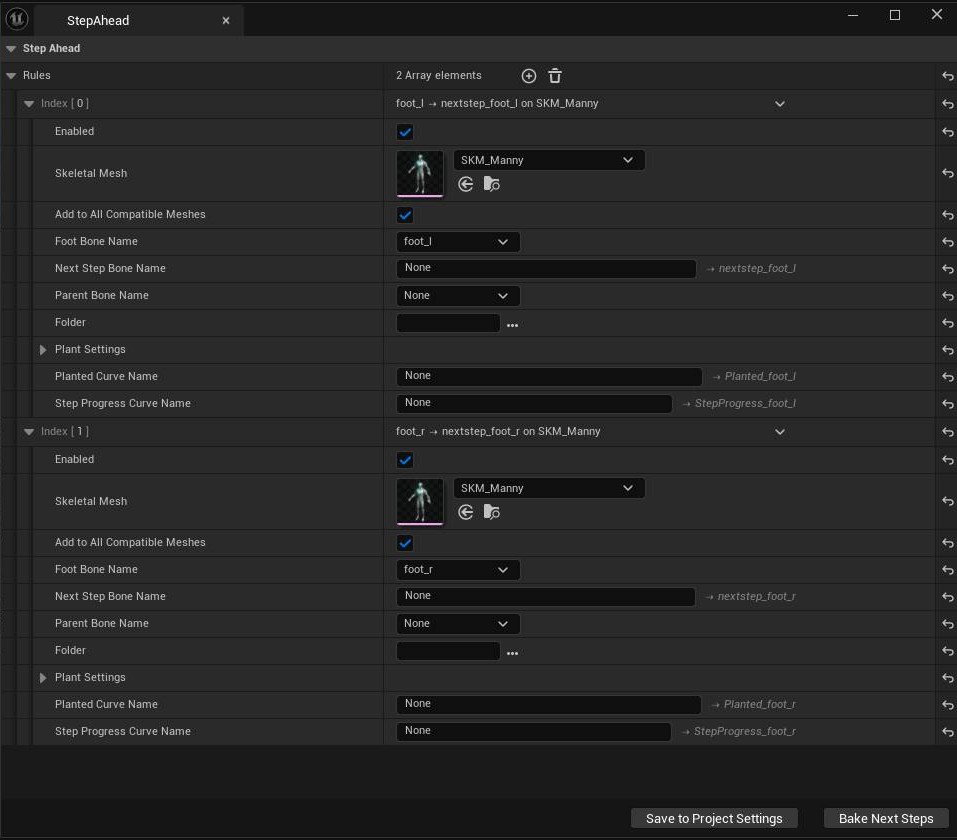 StepAhead
Step Ahead
Rules 2 Array elements
Index [ 0 ] foot_l → nextstep_foot_l on SKM_Manny
Enabled
Skeletal Mesh SKM_Manny
Add to All Compatible Meshes
Foot Bone Name foot_l
Next Step Bone Name None → nextstep_foot_l
Parent Bone Name None
Folder ...
Plant Settings
Planted Curve Name None → Planted_foot_l
Step Progress Curve Name None → StepProgress_foot_l
Index [ 1 ] foot_r → nextstep_foot_r on SKM_Manny
Enabled
Skeletal Mesh SKM_Manny
Add to All Compatible Meshes
Foot Bone Name foot_r
Next Step Bone Name None → nextstep_foot_r
Parent Bone Name None
Folder ...
Plant Settings
Planted Curve Name None → Planted_foot_r
Step Progress Curve Name None → StepProgress_foot_r
Save to Project Settings Bake Next Steps